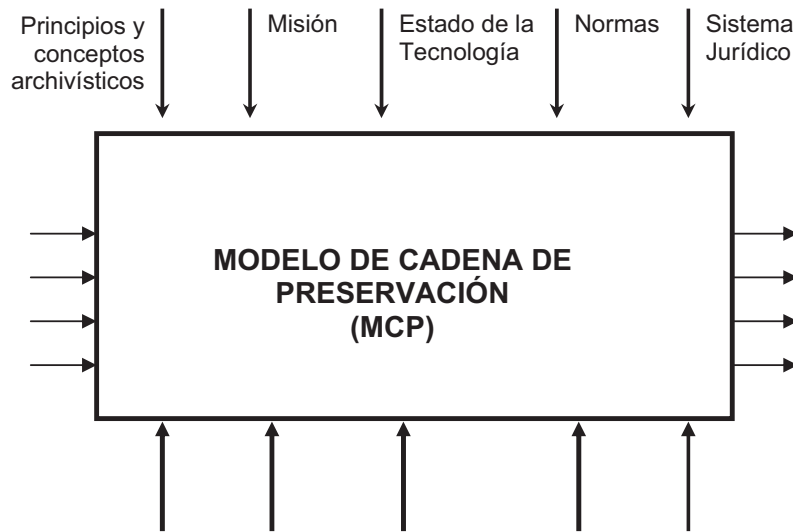 Principios y
conceptos
archivísticos
Misión
Estado de la
Tecnología
Normas
Sistema
Jurídico
MODELO DE CADENA DE
PRESERVACIÓN
(MCP)